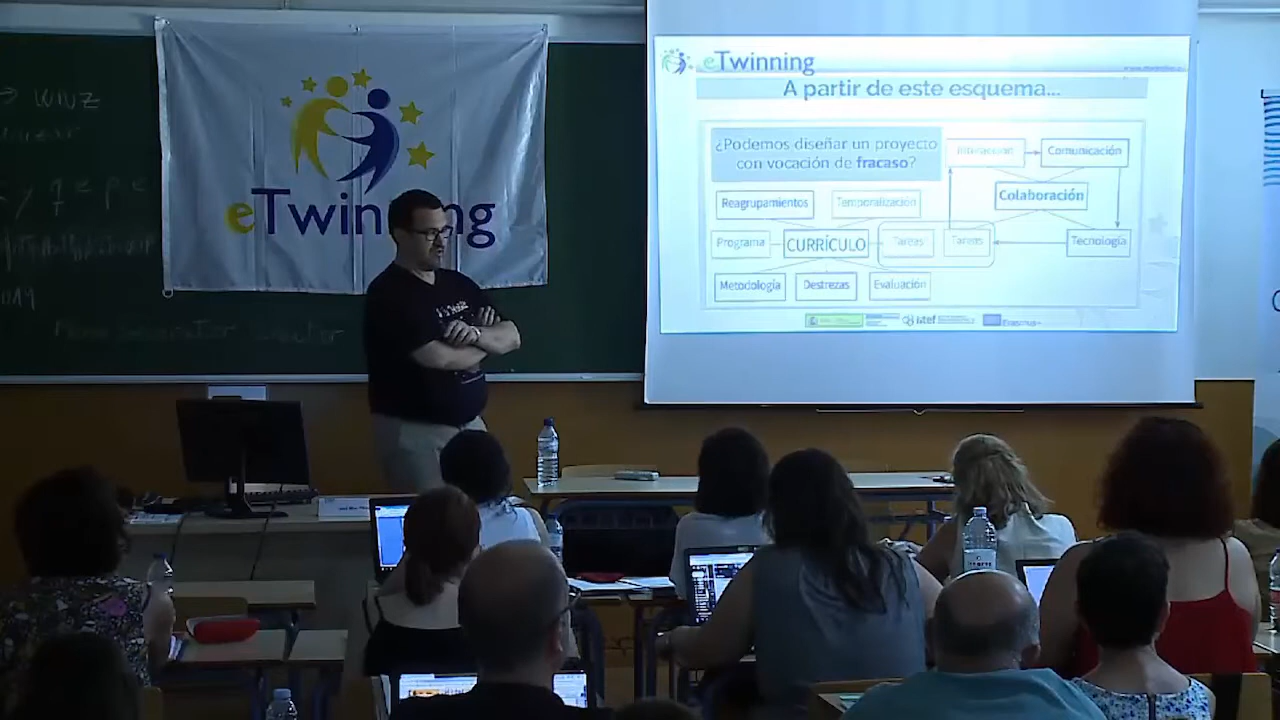 eTwinning
eTwinning
A partir de este esquema...
¿Podemos diseñar un proyecto
con vocación de fracaso?
Interacción
Comunicación
Colaboración
Reagrupamientos
Temporalización
Programa
CURRÍCULO
Tareas
Tareas
Tecnología
Metodología
Destrezas
Evaluación
intef
Erasmus+